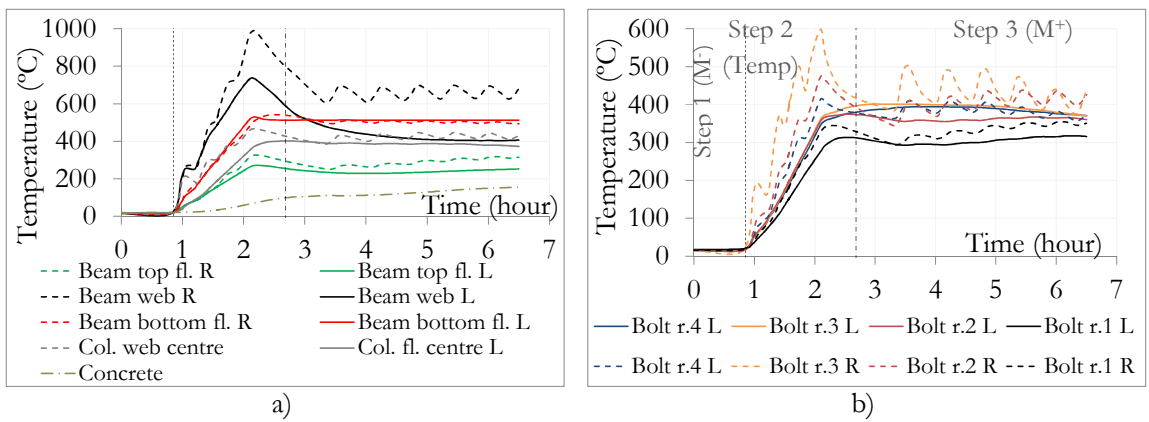 1000
800
600
400
200
0
Temperature (ºC)
Time (hour)
0 1 2 3 4 5 6 7
Beam top fl. R
Beam top fl. L
Beam web R
Beam web L
Beam bottom fl. R
Beam bottom fl. L
Col. web centre
Col. fl. centre L
Concrete
a)
600
500
400
300
200
100
0
Temperature (ºC)
Step 1 (M-)
Step 2
(Temp)
Step 3 (M+)
Time (hour)
0 1 2 3 4 5 6 7
Bolt r.4 L Bolt r.3 L Bolt r.2 L Bolt r.1 L
Bolt r.4 L Bolt r.3 R Bolt r.2 R Bolt r.1 R
b)